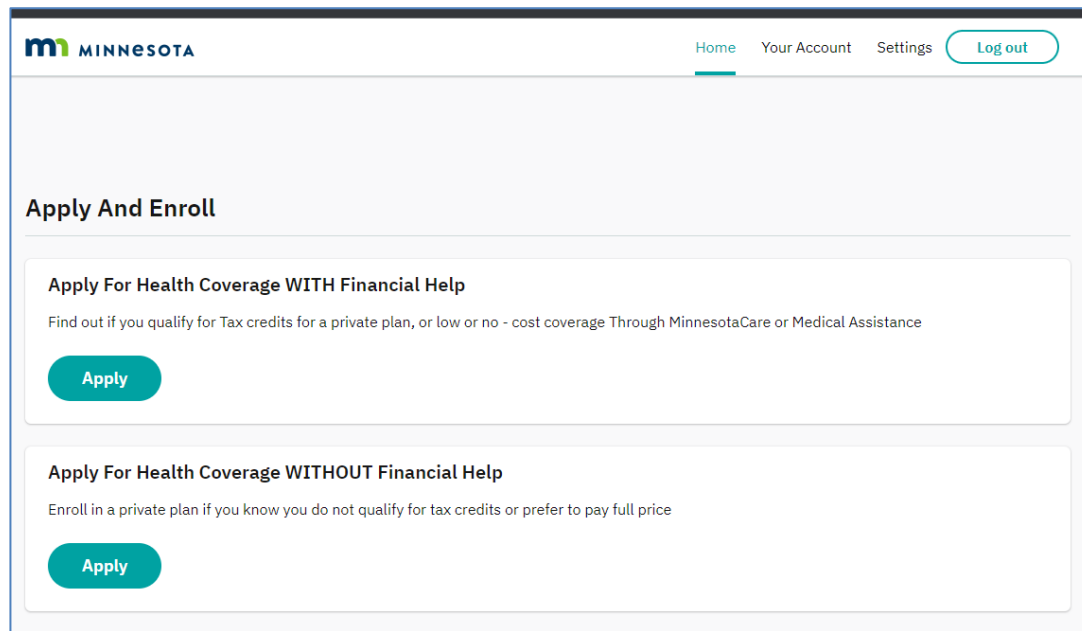 mn MINNESOTA
Home Your Account Settings Log out
Apply And Enroll
Apply For Health Coverage WITH Financial Help
Find out if you qualify for Tax credits for a private plan, or low or no - cost coverage Through MinnesotaCare or Medical Assistance
Apply
Apply For Health Coverage WITHOUT Financial Help
Enroll in a private plan if you know you do not qualify for tax credits or prefer to pay full price
Apply